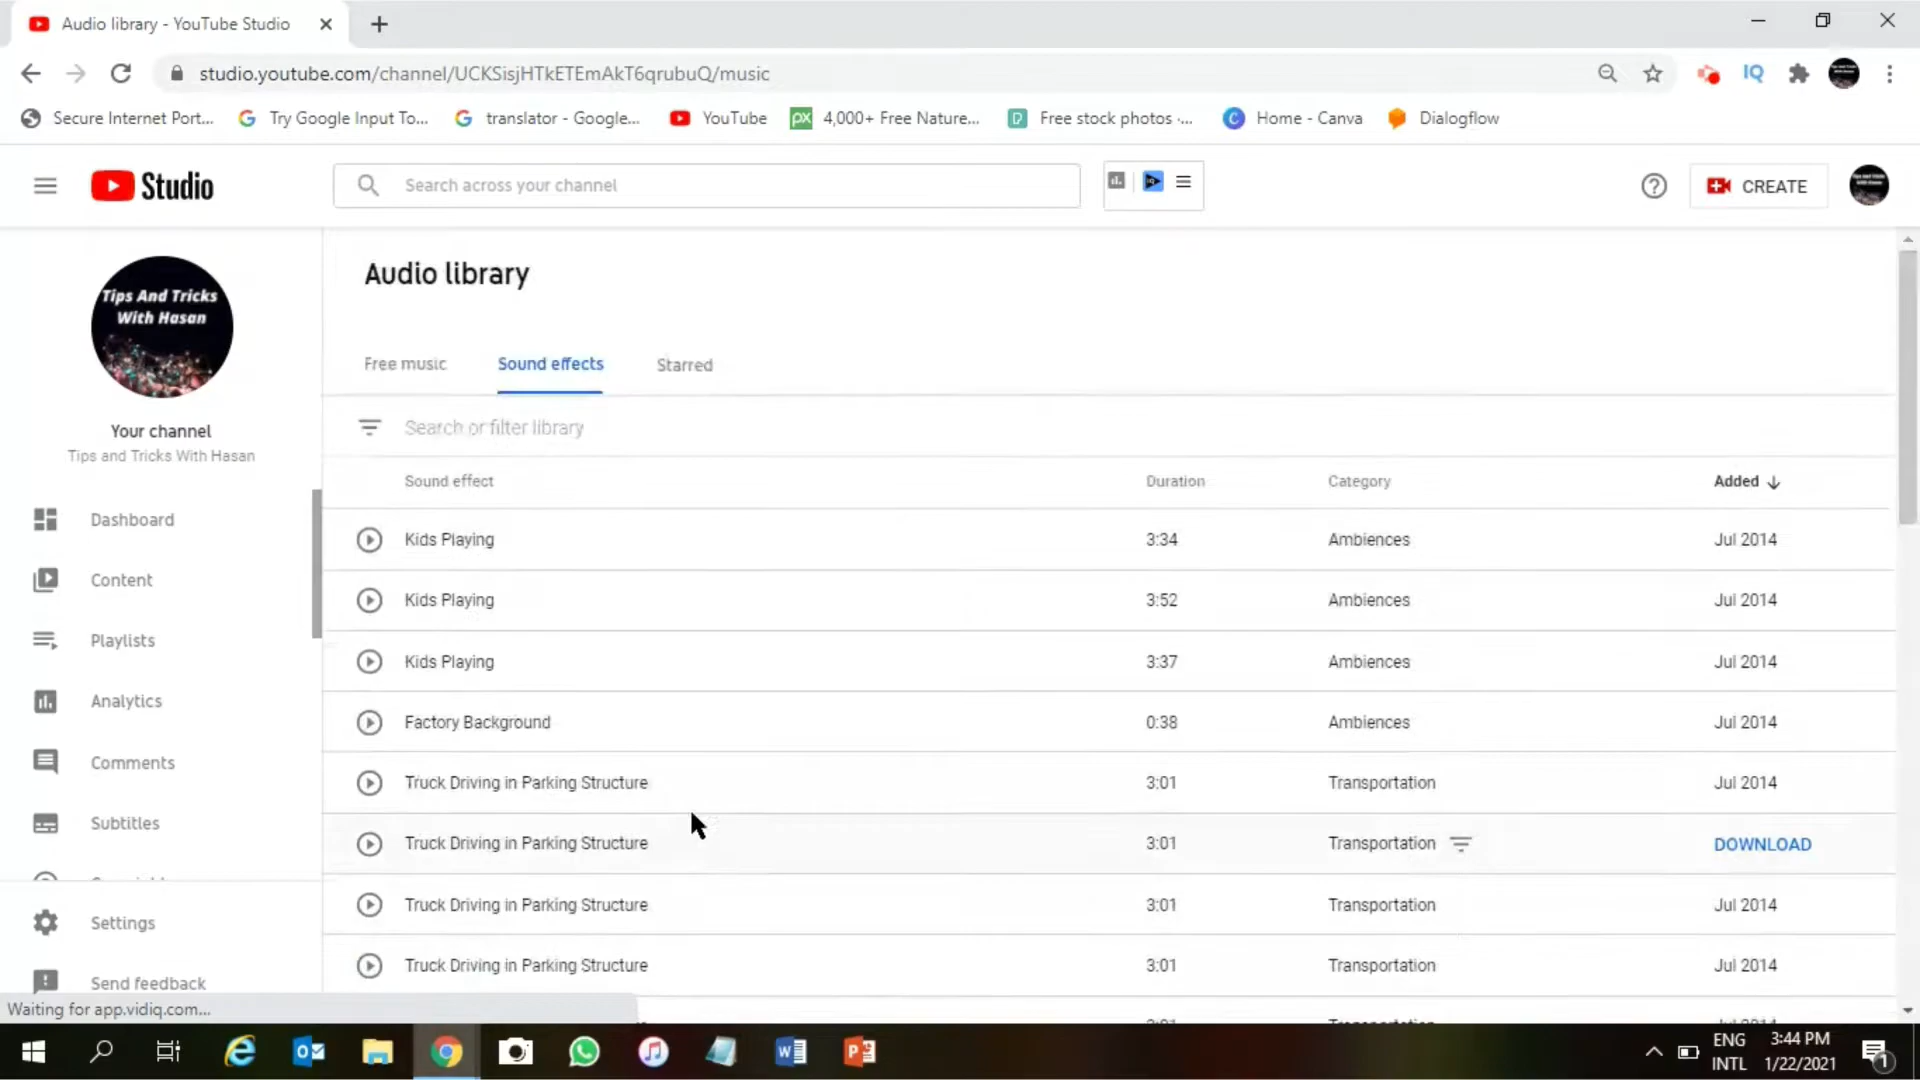 Audio library - YouTube Studio
studio.youtube.com/channel/UCKSisjHTkETEmAkT6qrubuQ/music
IQ
Secure Internet Port...
Try Google Input To...
translator - Google...
YouTube
px 4,000+ Free Nature...
Free stock photos ·...
Home - Canva
Dialogflow
Studio
Search across your channel
CREATE
Tips And Tricks
With Hasan
Your channel
Tips and Tricks With Hasan
Dashboard
Content
Playlists
Analytics
Comments
Subtitles
Settings
Send feedback
Audio library
Free music Sound effects Starred
Search or filter library
Sound effect Duration Category Added
Kids Playing 3:34 Ambiences Jul 2014
Kids Playing 3:52 Ambiences Jul 2014
Kids Playing 3:37 Ambiences Jul 2014
Factory Background 0:38 Ambiences Jul 2014
Truck Driving in Parking Structure 3:01 Transportation Jul 2014
Truck Driving in Parking Structure 3:01 Transportation DOWNLOAD
Truck Driving in Parking Structure 3:01 Transportation Jul 2014
Truck Driving in Parking Structure 3:01 Transportation Jul 2014
Waiting for app.vidiq.com...
ENG
INTL
3:44 PM
1/22/2021
1